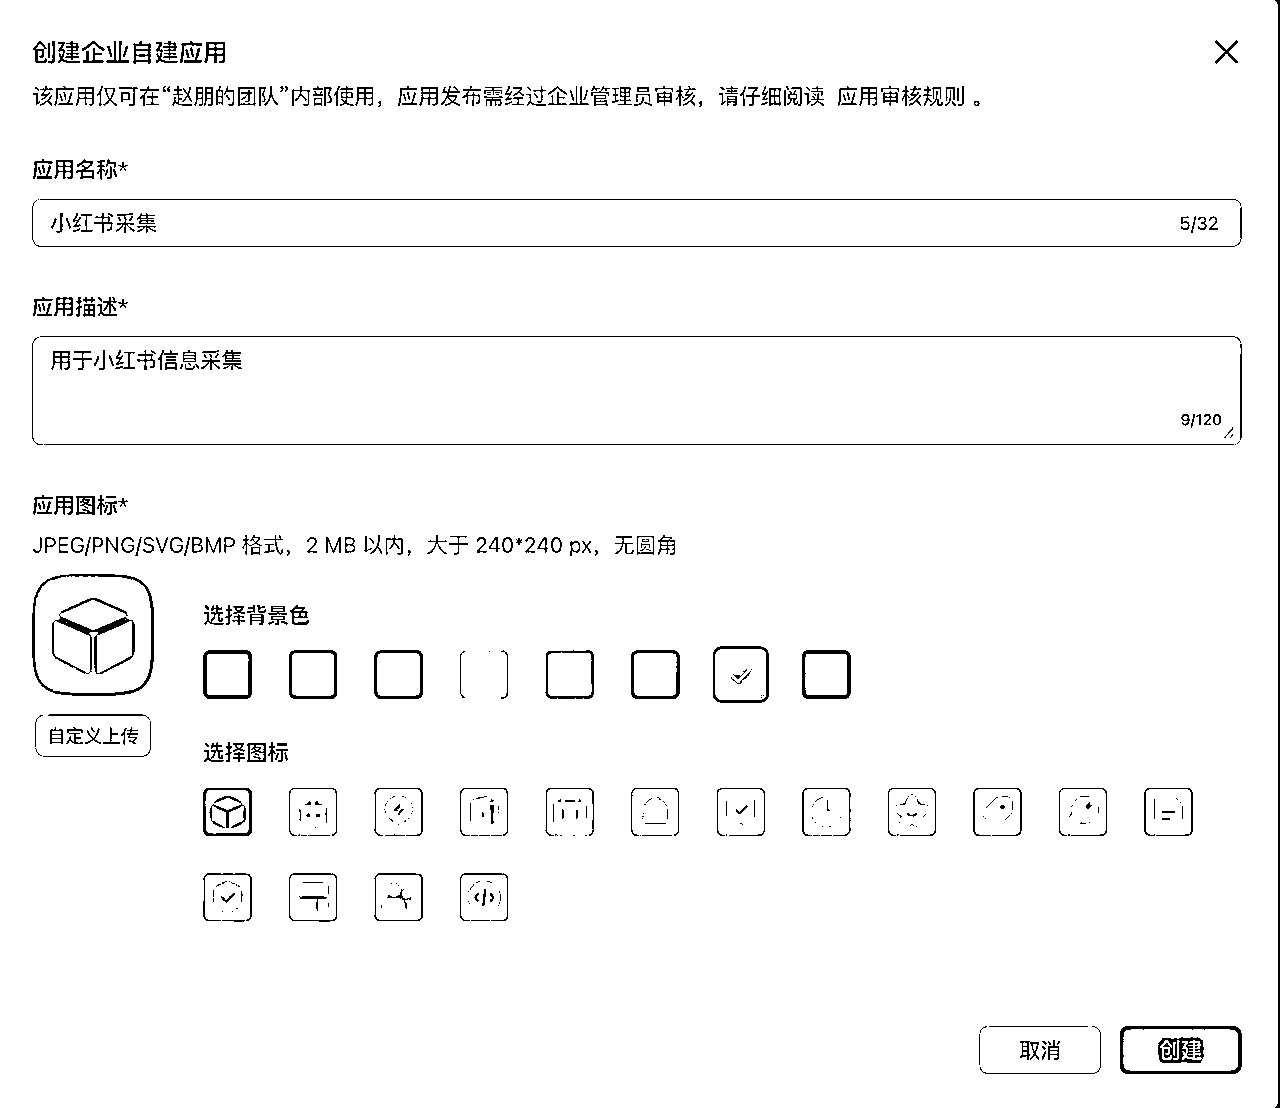 创建企业自建应用
该应用仅可在“赵朋的团队”内部使用，应用发布需经过企业管理员审核，请仔细阅读 应用审核规则 。
应用名称*
小红书采集
5/32
应用描述*
用于小红书信息采集
9/120
应用图标*
JPEG/PNG/SVG/BMP 格式，2 MB 以内，大于 240*240 px，无圆角
选择背景色
自定义上传
选择图标
取消
创建